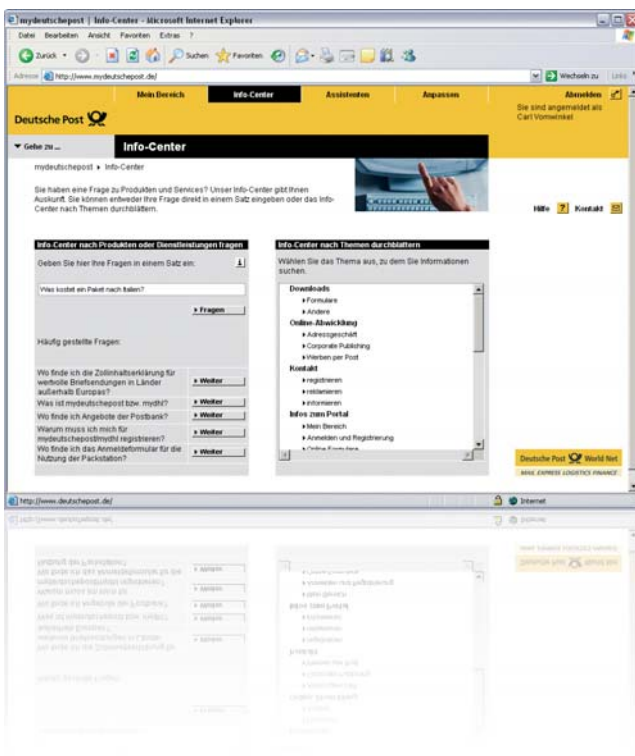 mydeutschepost | Info-Center - Microsoft Internet Explorer
Datei Bearbeiten Ansicht Favoriten Extras ?
Zurück Suchen Favoriten
Adresse http://www.mydeutschepost.de/ Wechseln zu Links
Mein Bereich Info-Center Assistenten Anpassen Abmelden
Sie sind angemeldet als
Carl Vomwinkel
Deutsche Post
Gehe zu ... Info-Center
mydeutschepost Info-Center
Sie haben eine Frage zu Produkten und Services? Unser Info-Center gibt Ihnen
Auskunft. Sie können entweder Ihre Frage direkt in einem Satz eingeben oder das Info-
Center nach Themen durchblättern.
Hilfe ? Kontakt
Info-Center nach Produkten oder Dienstleistungen fragen
Geben Sie hier Ihre Fragen in einem Satz ein: i
Was kostet ein Paket nach Italien?
Fragen
Häufig gestellte Fragen:
Wo finde ich die Zollinhaltserklärung für
wertvolle Briefsendungen in Länder
außerhalb Europas? Weiter
Was ist mydeutschepost bzw. mydhl? Weiter
Wo finde ich Angebote der Postbank? Weiter
Warum muss ich mich für
mydeutschepost/mydhl registrieren? Weiter
Wo finde ich das Anmeldeformular für die
Nutzung der Packstation? Weiter
Info-Center nach Themen durchblättern
Wählen Sie das Thema aus, zu dem Sie Informationen
suchen.
Downloads
Formulare
Andere
Online-Abwicklung
Adressgeschäft
Corporate Publishing
Werben per Post
Kontakt
registrieren
reklamieren
informieren
Infos zum Portal
Mein Bereich
Anmelden und Registrierung
Online Formulare
Deutsche Post World Net
MAIL EXPRESS LOGISTICS FINANCE
http://www.deutschepost.de/ Internet